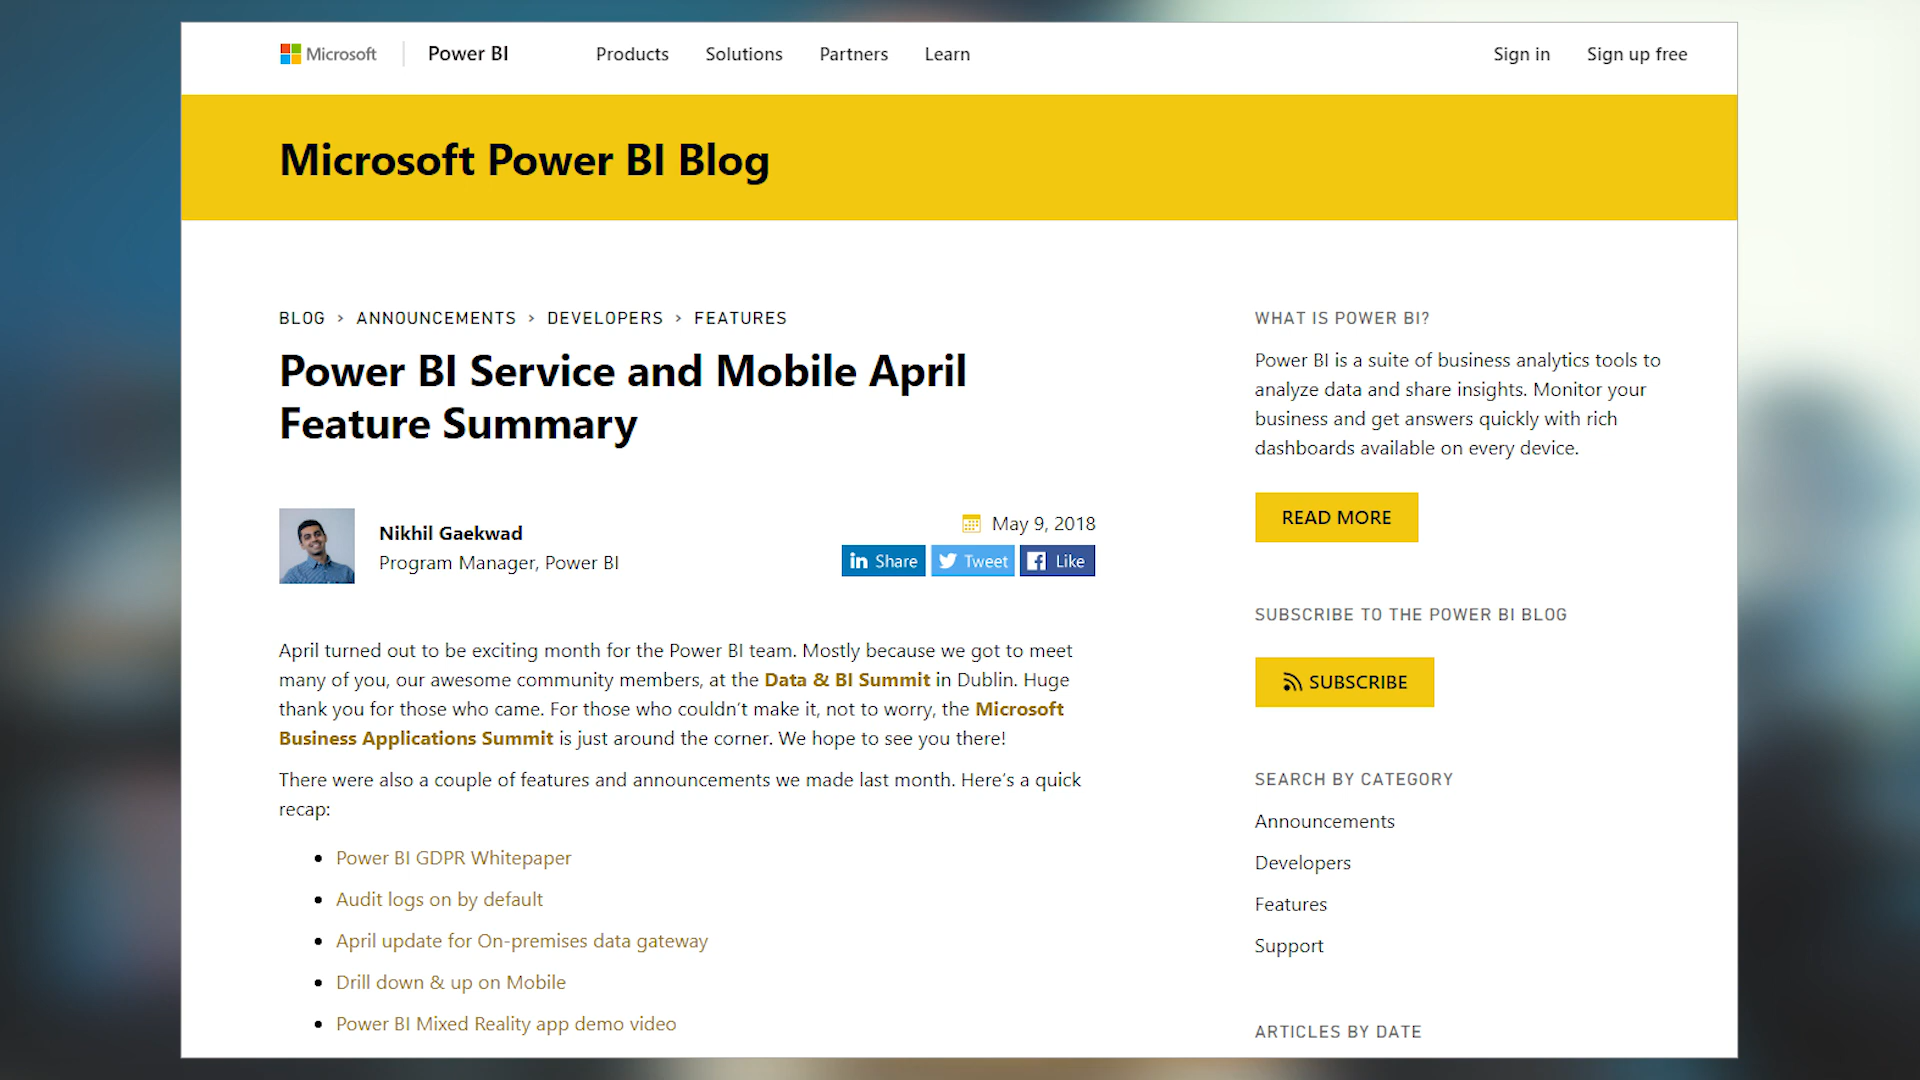 Microsoft
Power BI
Products
Solutions
Partners
Learn
Sign in
Sign up free
Microsoft Power BI Blog
BLOG › ANNOUNCEMENTS › DEVELOPERS › FEATURES
Power BI Service and Mobile April
Feature Summary
Nikhil Gaekwad
Program Manager, Power BI
May 9, 2018
in Share
Tweet
Like
April turned out to be exciting month for the Power BI team. Mostly because we got to meet
many of you, our awesome community members, at the Data & BI Summit in Dublin. Huge
thank you for those who came. For those who couldn’t make it, not to worry, the Microsoft
Business Applications Summit is just around the corner. We hope to see you there!
There were also a couple of features and announcements we made last month. Here’s a quick
recap:
• Power BI GDPR Whitepaper
• Audit logs on by default
• April update for On-premises data gateway
• Drill down & up on Mobile
• Power BI Mixed Reality app demo video
WHAT IS POWER BI?
Power BI is a suite of business analytics tools to
analyze data and share insights. Monitor your
business and get answers quickly with rich
dashboards available on every device.
READ MORE
SUBSCRIBE TO THE POWER BI BLOG
SUBSCRIBE
SEARCH BY CATEGORY
Announcements
Developers
Features
Support
ARTICLES BY DATE